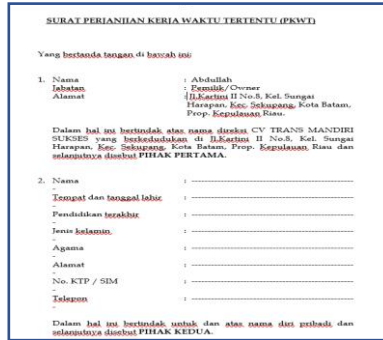 SURAT PERJANJIAN KERJA WAKTU TERTENTU (PKWT)
Yang bertanda tangan di bawah ini:
1. Nama : Abdullah
Jabatan : Pemilik/Owner
Alamat : Jl.Kartini II No.8, Kel. Sungai
Harapan, Kec. Sekupang, Kota Batam,
Prop. Kepulauan Riau.
Dalam hal ini bertindak atas nama direksi CV TRANS MANDIRI
SUKSES yang berkedudukan di Jl.Kartini II No.8, Kel. Sungai
Harapan, Kec. Sekupang, Kota Batam, Prop. Kepulauan Riau dan
selanjutnya disebut PIHAK PERTAMA.
2. Nama : --------------------
-
Tempat dan tanggal lahir : --------------------
-
Pendidikan terakhir : --------------------
-
Jenis kelamin : --------------------
-
Agama : --------------------
-
Alamat : --------------------
-
No. KTP / SIM : --------------------
-
Telepon : --------------------
-
Dalam hal ini bertindak untuk dan atas nama diri pribadi dan
selanjutnya disebut PIHAK KEDUA.